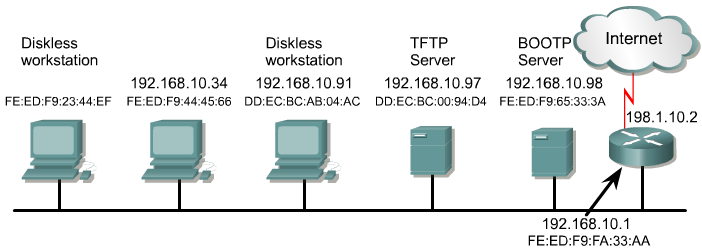 Diskless
workstation
FE:ED:F9:23:44:EF
192.168.10.34
FE:ED:F9:44:45:66
Diskless
workstation
192.168.10.91
DD:EC:BC:AB:04:AC
TFTP
Server
192.168.10.97
DD:EC:BC:00:94:D4
BOOTP
Server
192.168.10.98
FE:ED:F9:65:33:3A
Internet
198.1.10.2
192.168.10.1
FE:ED:F9:FA:33:AA